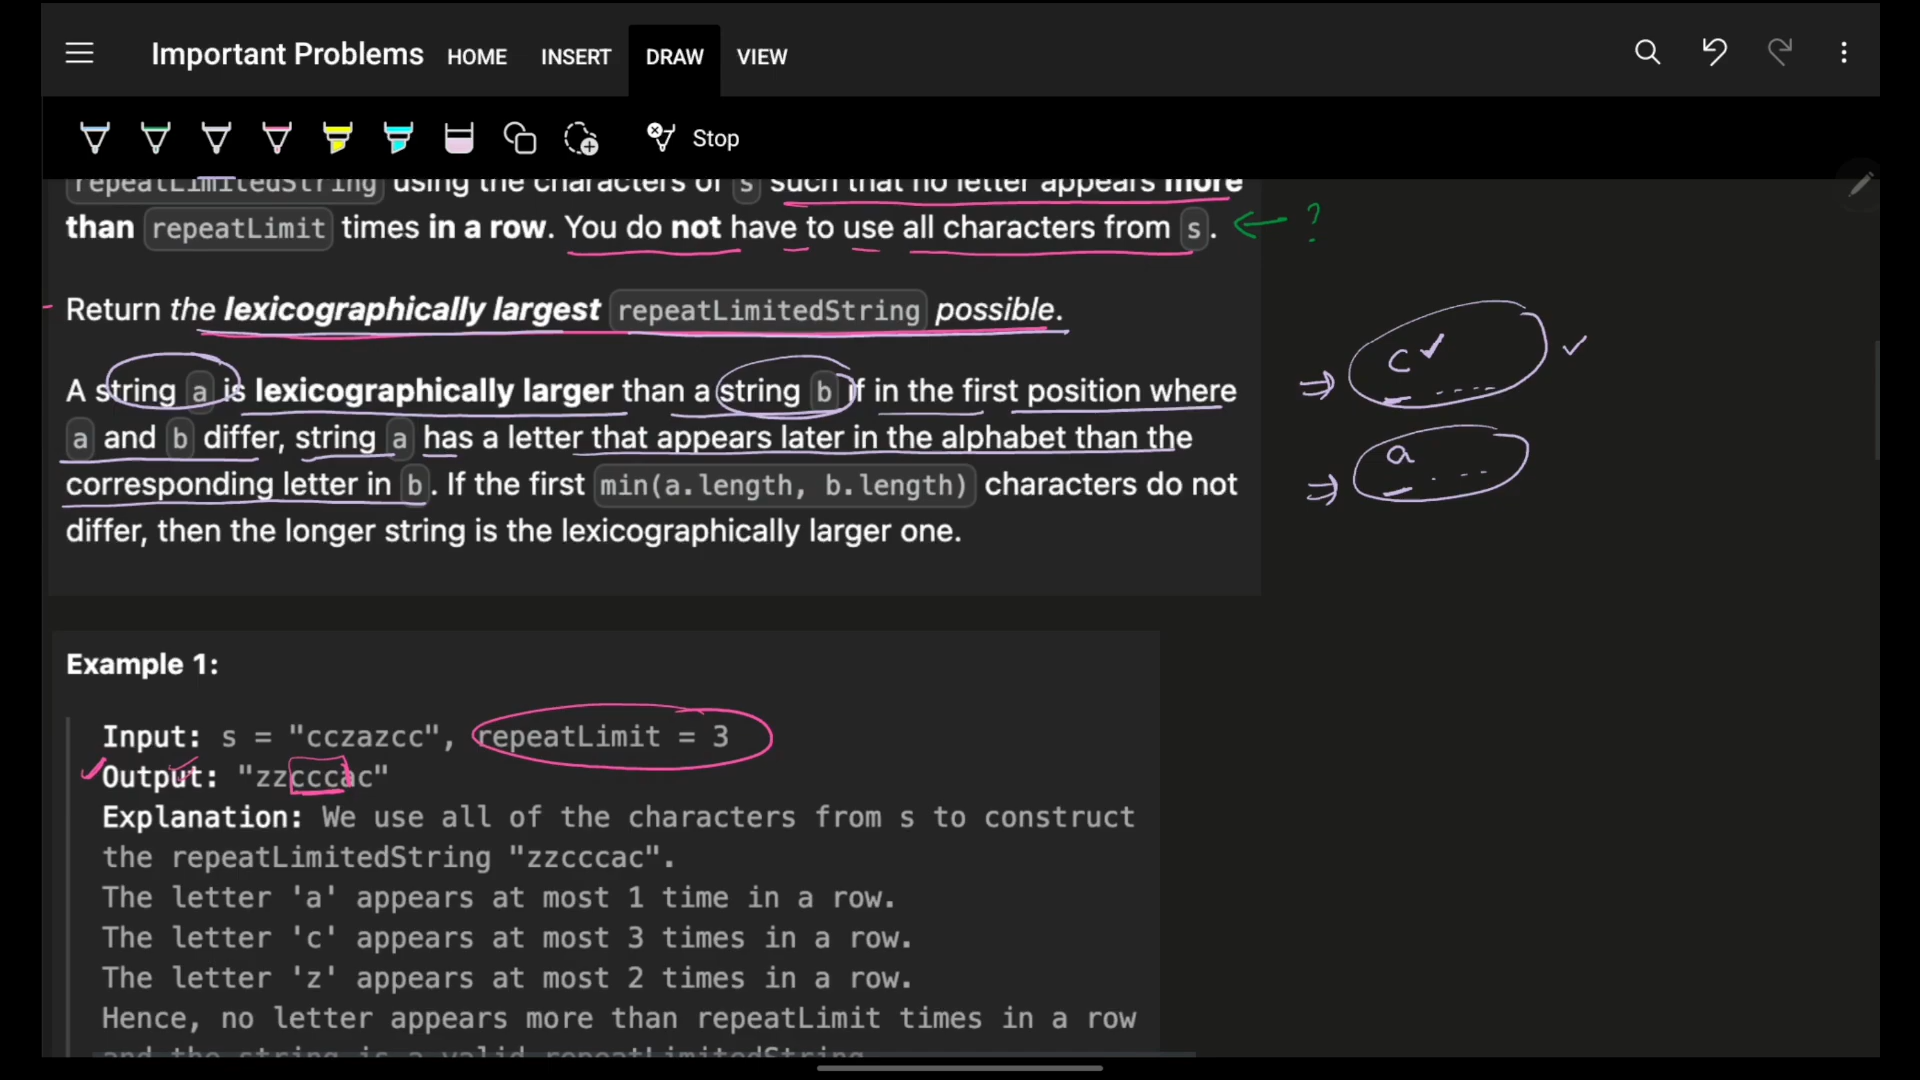 Important Problems HOME INSERT DRAW VIEW
Stop
repeatLimitedString using the characters of s such that no letter appears more
than repeatLimit times in a row. You do not have to use all characters from s. ← ?
Return the lexicographically largest repeatLimitedString possible.
A string a is lexicographically larger than a string b if in the first position where
a and b differ, string a has a letter that appears later in the alphabet than the
corresponding letter in b. If the first min(a.length, b.length) characters do not
differ, then the longer string is the lexicographically larger one.
⇒ c ✓ ✓
_ ....
⇒ a
_ . ..
Example 1:
Input: s = "cczazcc", repeatLimit = 3
Output: "zzcccac"
Explanation: We use all of the characters from s to construct
the repeatLimitedString "zzcccac".
The letter 'a' appears at most 1 time in a row.
The letter 'c' appears at most 3 times in a row.
The letter 'z' appears at most 2 times in a row.
Hence, no letter appears more than repeatLimit times in a row
and the string is a valid repeatLimitedString.